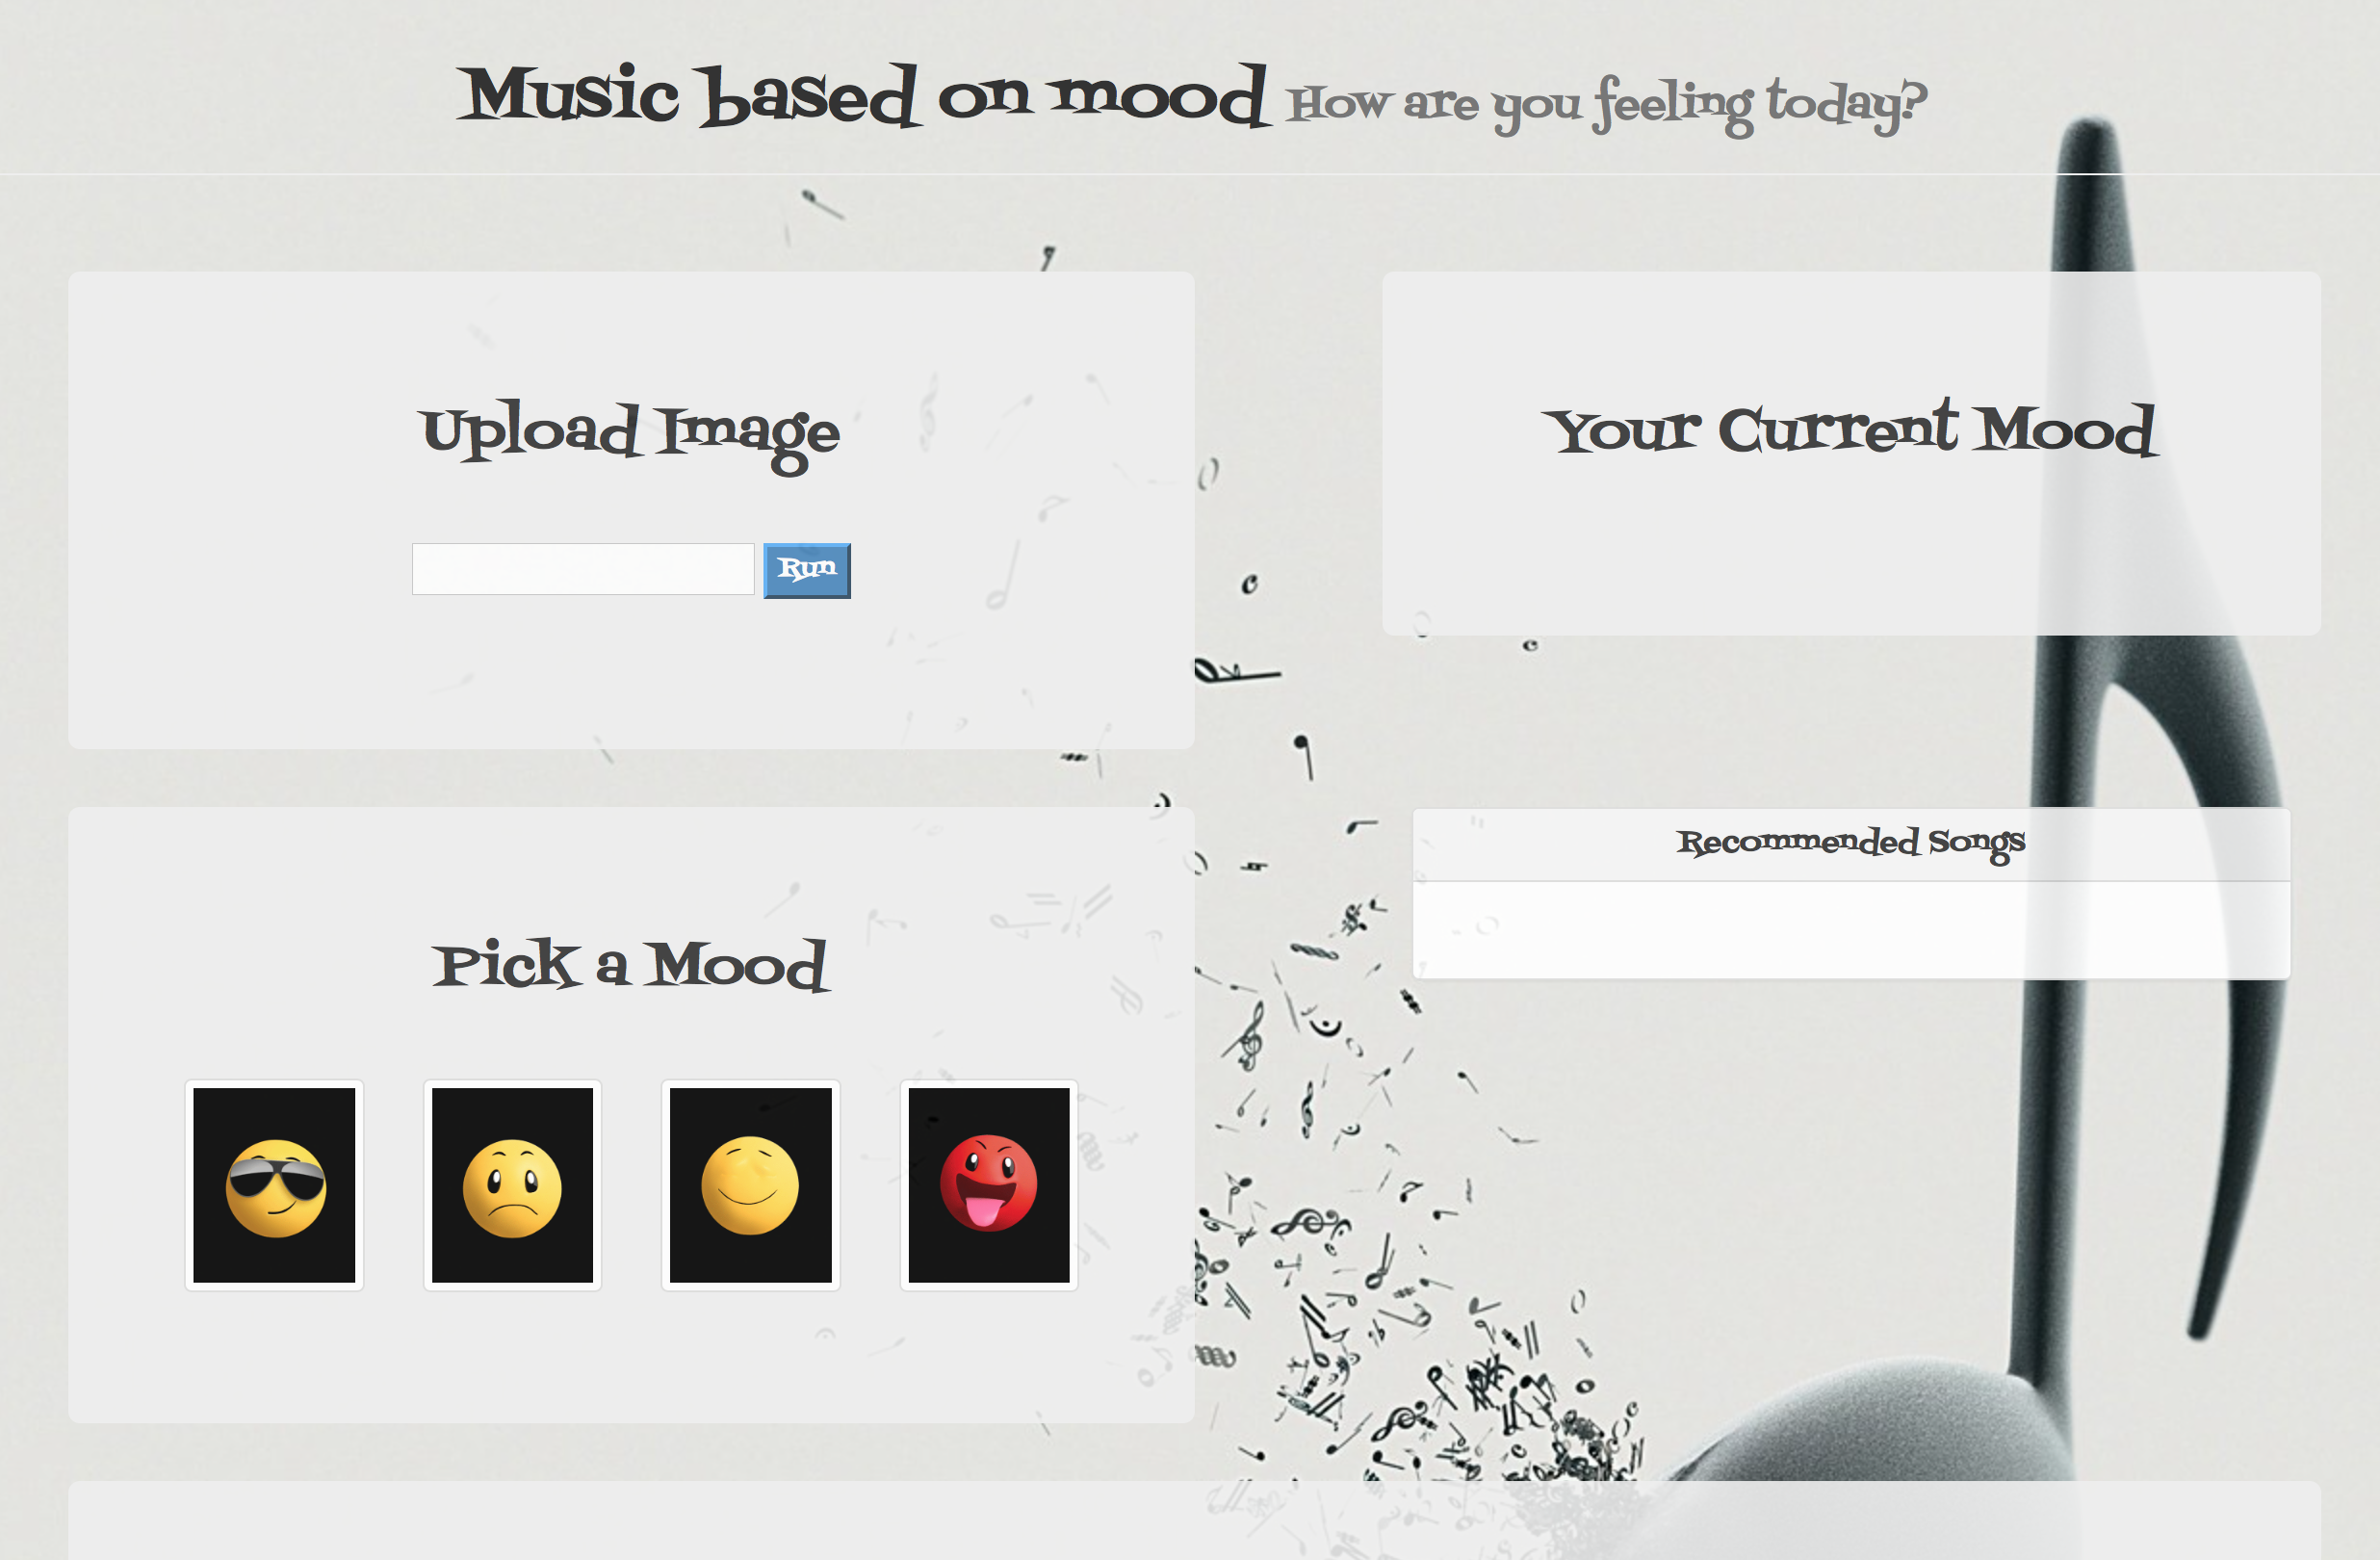 Music based on mood How are you feeling today?
Upload Image
Run
Your Current Mood
Pick a Mood
Recommended Songs